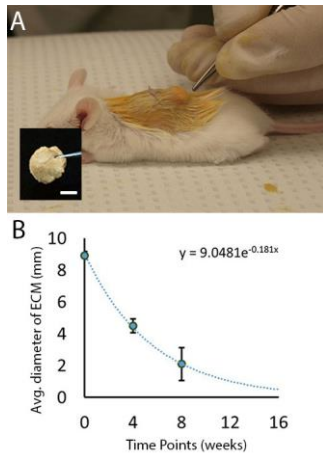 A
B
10
8
6
4
2
0
y = 9.0481e^-0.181x
Avg. diameter of ECM (mm)
0 4 8 12 16
Time Points (weeks)